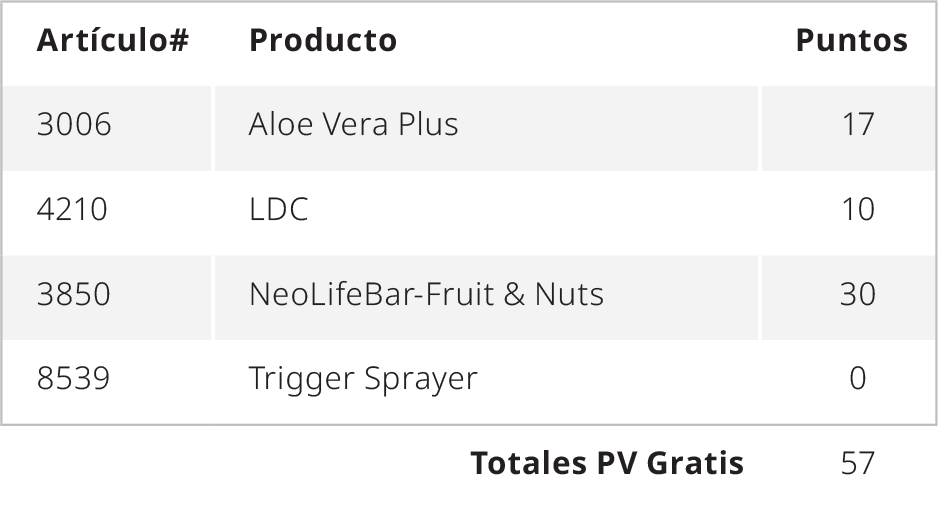 Artículo# Producto Puntos
3006 Aloe Vera Plus 17
4210 LDC 10
3850 NeoLifeBar-Fruit & Nuts 30
8539 Trigger Sprayer 0
Totales PV Gratis 57